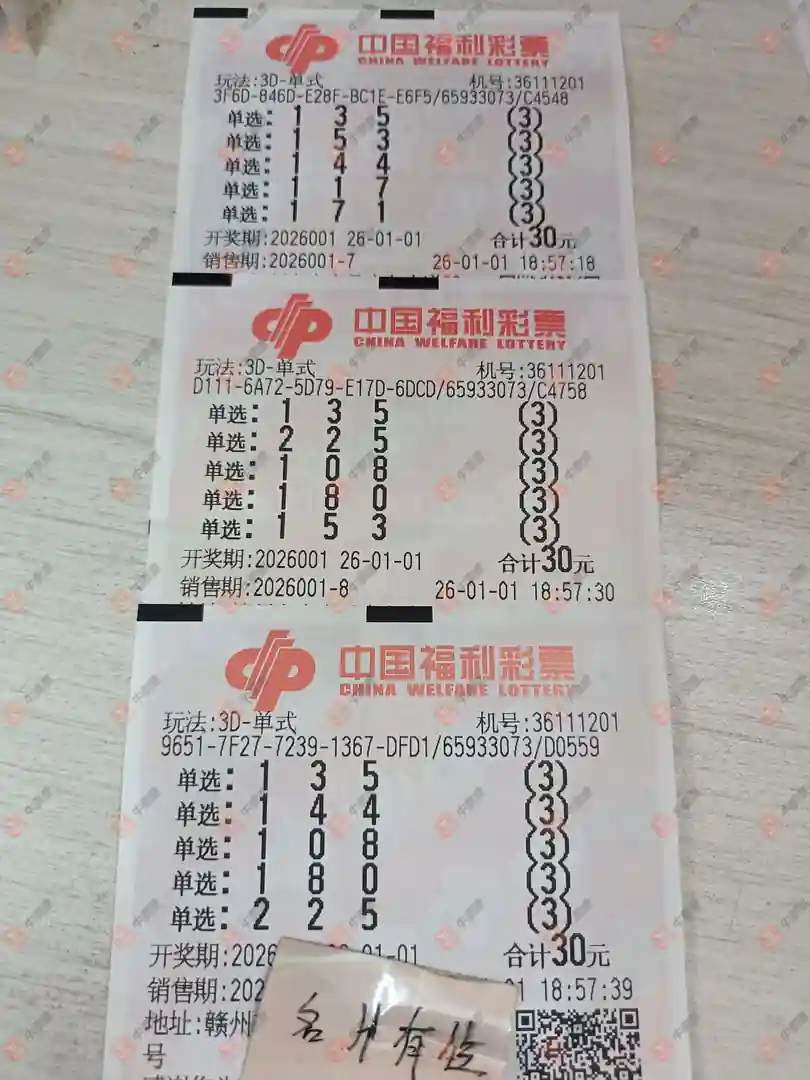 中国福利彩票
CHINA WELFARE LOTTERY
玩法:3D-单式 机号:36111201
3F6D-846D-E28F-BC1E-E6F5/65933073/C4548
单选: 1 3 5 (3)
单选: 1 5 3 (3)
单选: 1 4 4 (3)
单选: 1 1 7 (3)
单选: 1 7 1 (3)
开奖期:2026001 26-01-01 合计30元
销售期:2026001-7 26-01-01 18:57:18
中国福利彩票
CHINA WELFARE LOTTERY
玩法:3D-单式 机号:36111201
D111-6A72-5D79-E17D-6DCD/65933073/C4758
单选: 1 3 5 (3)
单选: 2 2 5 (3)
单选: 1 0 8 (3)
单选: 1 8 0 (3)
单选: 1 5 3 (3)
开奖期:2026001 26-01-01 合计30元
销售期:2026001-8 26-01-01 18:57:30
中国福利彩票
CHINA WELFARE LOTTERY
玩法:3D-单式 机号:36111201
9651-7F27-7239-1367-DFD1/65933073/D0559
单选: 1 3 5 (3)
单选: 1 4 4 (3)
单选: 1 0 8 (3)
单选: 1 8 0 (3)
单选: 2 2 5 (3)
开奖期:2026 01-01 合计30元
销售期:202 1 18:57:39
地址:赣州
号